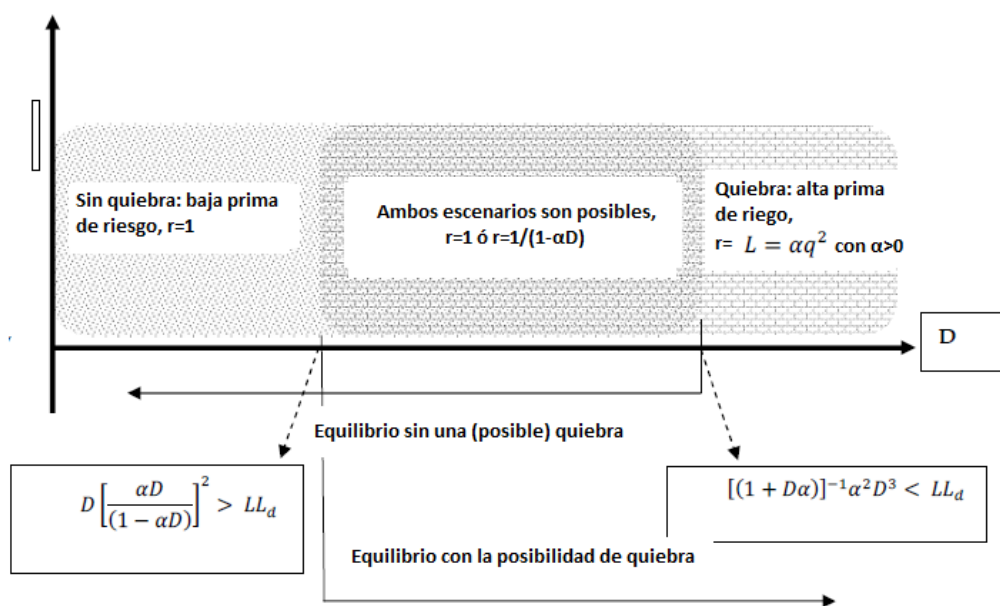 Sin quiebra: baja prima
de riesgo, r=1
Ambos escenarios son posibles,
r=1 ó r=1/(1-αD)
Quiebra: alta prima
de riego,
r= L = αq² con α>0
D
Equilibrio sin una (posible) quiebra
D[αD/(1 − αD)]² > LL_d
[(1 + Dα)]⁻¹α²D³ < LL_d
Equilibrio con la posibilidad de quiebra